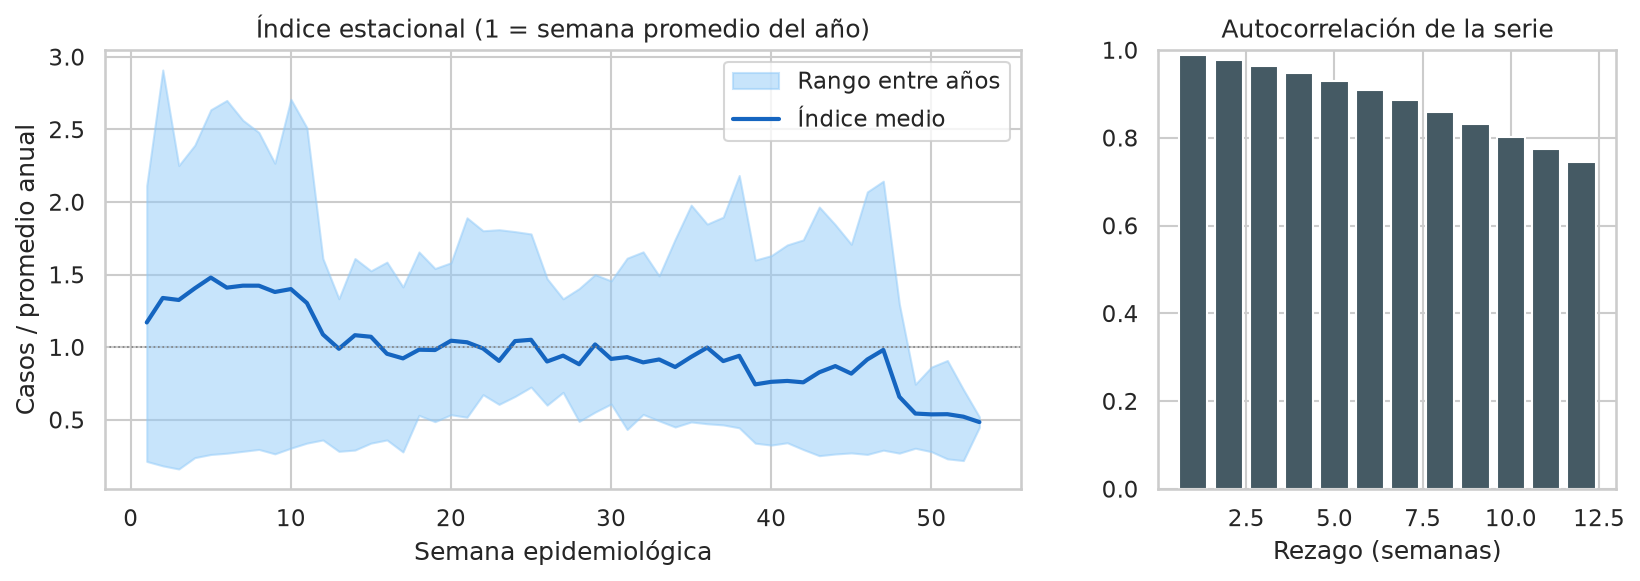 Índice estacional (1 = semana promedio del año)
Casos / promedio anual
3.0
2.5
2.0
1.5
1.0
0.5
Rango entre años
Índice medio
0 10 20 30 40 50
Semana epidemiológica
Autocorrelación de la serie
1.0
0.8
0.6
0.4
0.2
0.0
2.5 5.0 7.5 10.0 12.5
Rezago (semanas)